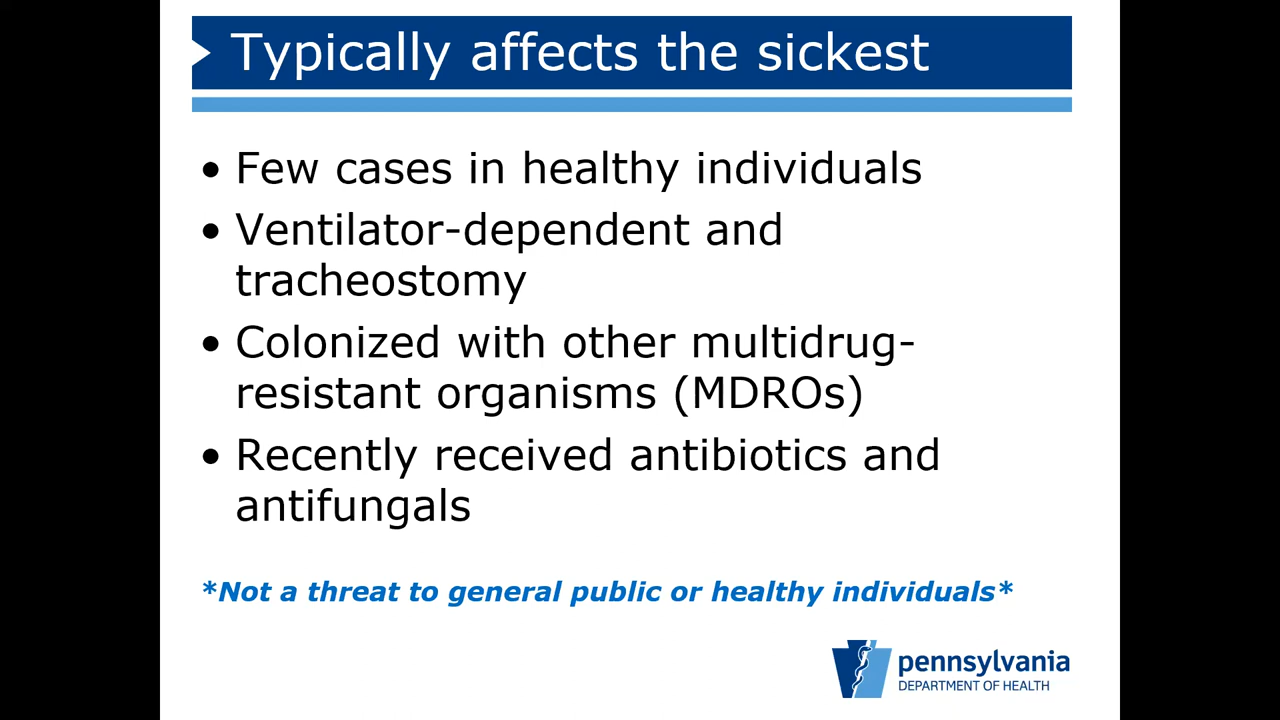 Typically affects the sickest
• Few cases in healthy individuals
• Ventilator-dependent and
tracheostomy
• Colonized with other multidrug-
resistant organisms (MDROs)
• Recently received antibiotics and
antifungals
*Not a threat to general public or healthy individuals*
pennsylvania
DEPARTMENT OF HEALTH